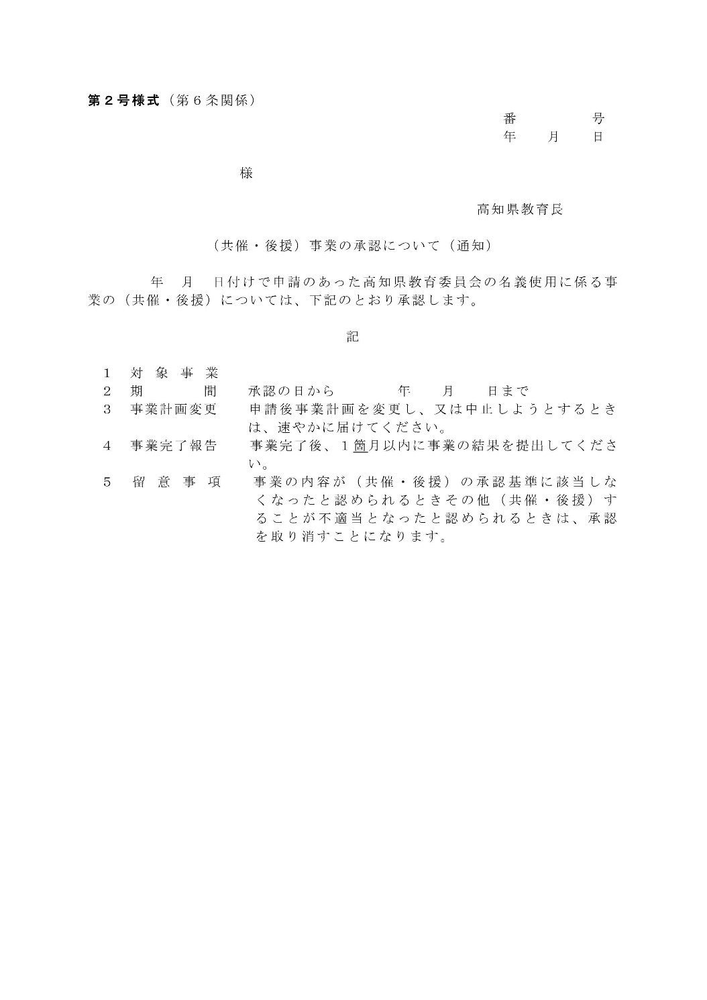 第２号様式（第６条関係）
番　　　　　号
年　　月　　日
様
高知県教育長
（共催・後援）事業の承認について（通知）
年　月　日付けで申請のあった高知県教育委員会の名義使用に係る事
業の（共催・後援）については、下記のとおり承認します。
記
１　対　象　事　業
２　期　　　　間　　承認の日から　　　　年　　月　　日まで
３　事業計画変更　　申請後事業計画を変更し、又は中止しようとするとき
は、速やかに届けてください。
４　事業完了報告　　事業完了後、１箇月以内に事業の結果を提出してくださ
い。
５　留　意　事　項　　事業の内容が（共催・後援）の承認基準に該当しな
くなったと認められるときその他（共催・後援）す
ることが不適当となったと認められるときは、承認
を取り消すことになります。